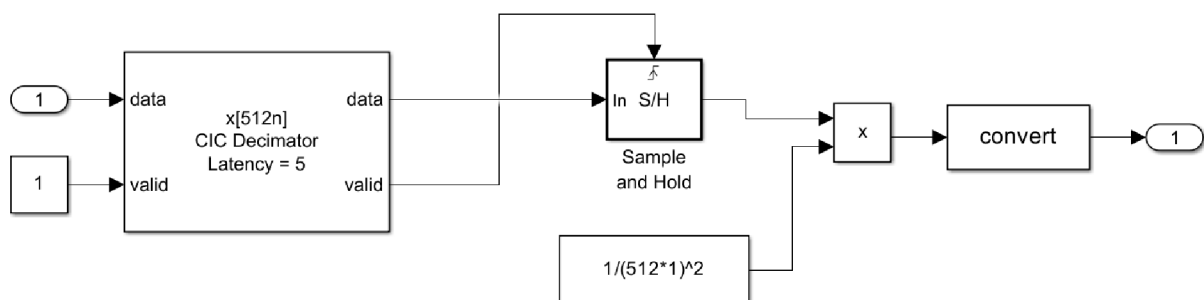 1
data
valid
1
x[512n]
CIC Decimator
Latency = 5
data
valid
In S/H
Sample
and Hold
1/(512*1)^2
x
convert
1